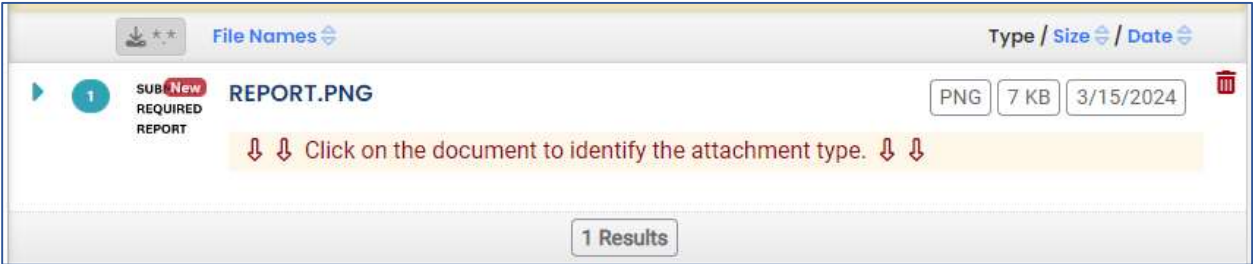 *.* File Names Type / Size / Date
1 New REPORT.PNG PNG 7 KB 3/15/2024
REQUIRED
REPORT
⇩ ⇩ Click on the document to identify the attachment type. ⇩ ⇩
1 Results